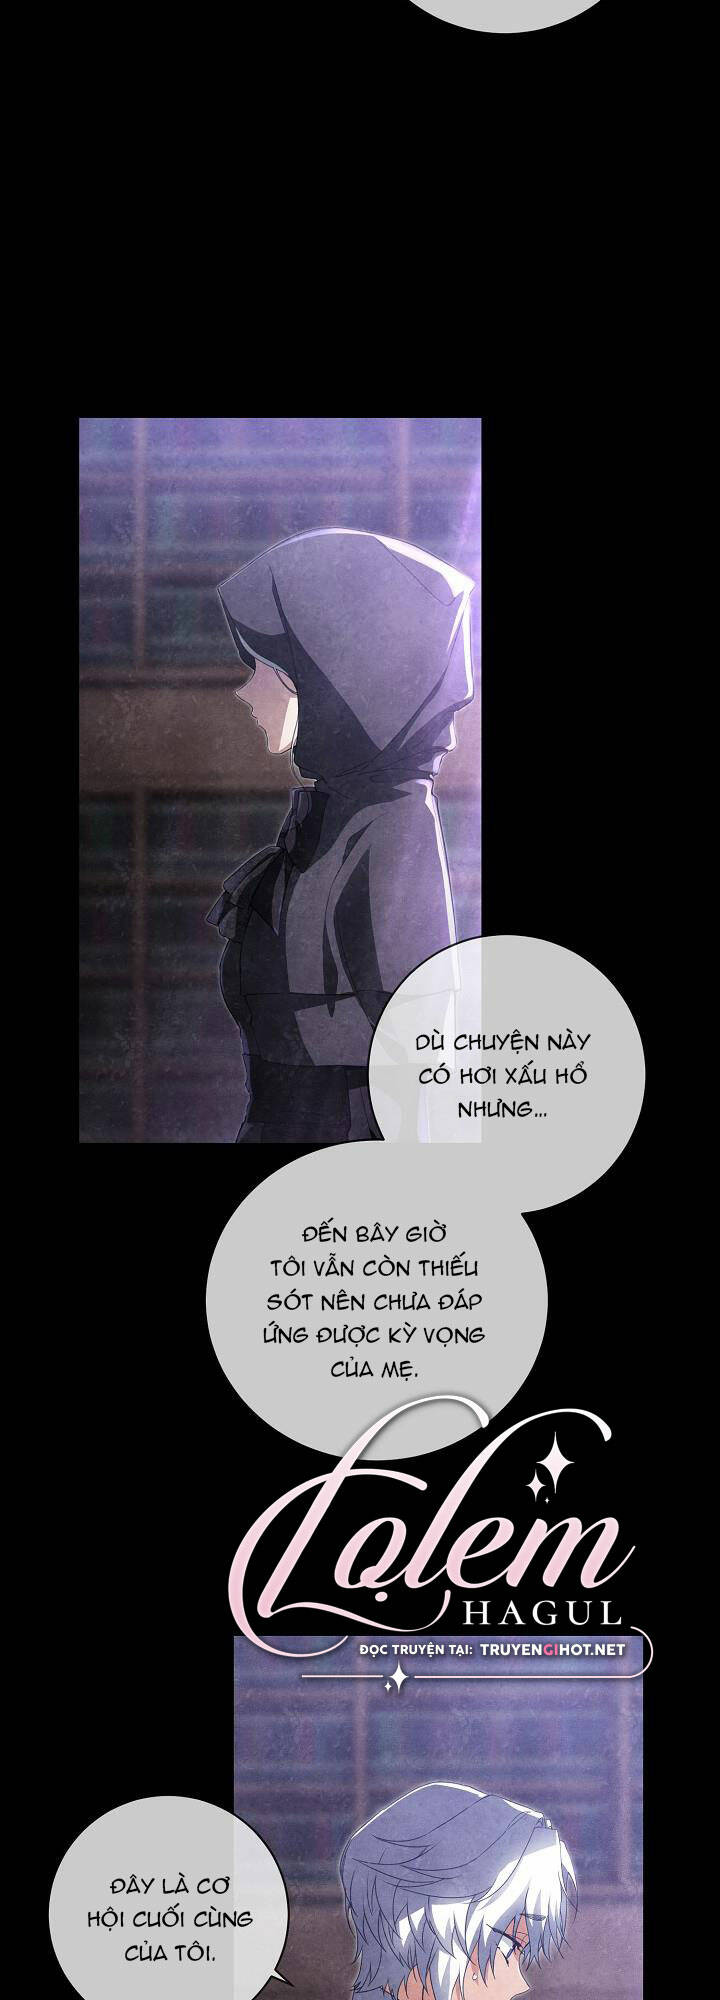 DÙ CHUYỆN NÀY
CÓ HƠI XẤU HỔ
NHƯNG...
ĐẾN BÂY GIỜ
TÔI VẪN CÒN THIẾU
SÓT NÊN CHƯA ĐÁP
ỨNG ĐƯỢC KỲ VỌNG
CỦA MẸ.
Lọlem
HAGUL
ĐỌC TRUYỆN TẠI: TRUYENGIHOT.NET
ĐÂY LÀ CƠ
HỘI CUỐI CÙNG
CỦA TÔI.